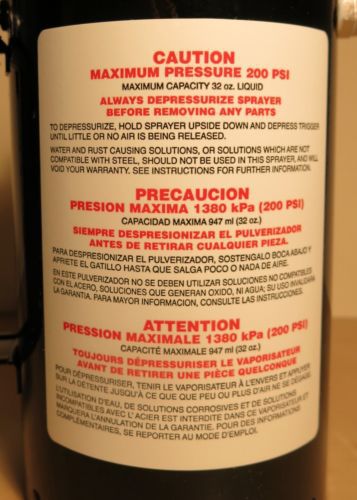 CAUTION
MAXIMUM PRESSURE 200 PSI
MAXIMUM CAPACITY 32 oz. LIQUID
ALWAYS DEPRESSURIZE SPRAYER
BEFORE REMOVING ANY PARTS
TO DEPRESSURIZE, HOLD SPRAYER UPSIDE DOWN AND DEPRESS TRIGGER
UNTIL LITTLE OR NO AIR IS BEING RELEASED.
WATER AND RUST CAUSING SOLUTIONS, OR SOLUTIONS WHICH ARE NOT
COMPATIBLE WITH STEEL, SHOULD NOT BE USED IN THIS SPRAYER, AND WILL
VOID YOUR WARRANTY. SEE INSTRUCTIONS FOR FURTHER INFORMATION.
PRECAUCION
PRESION MAXIMA 1380 kPa (200 PSI)
CAPACIDAD MAXIMA 947 ml (32 oz.)
SIEMPRE DESPRESIONIZAR EL PULVERIZADOR
ANTES DE RETIRAR CUALQUIER PIEZA.
PARA DESPRESIONIZAR EL PULVERIZADOR, SOSTENGALO BOCA ABAJO Y
APRIETE EL GATILLO HASTA QUE SALGA POCO O NADA DE AIRE.
EN ESTE PULVERIZADOR NO SE DEBEN UTILIZAR SOLUCIONES NO COMPATIBLES
CON EL ACERO, SOLUCIONES QUE GENERAN OXIDO, NI AGUA; SU USO INVALIDARA
LA GARANTIA. PARA MAYOR INFORMACION, CONSULTE LAS INSTRUCCIONES.
ATTENTION
PRESSION MAXIMALE 1380 kPa (200 PSI)
CAPACITÉ MAXIMALE 947 ml (32 oz.)
TOUJOURS DÉPRESSURISER LE VAPORISATEUR
AVANT DE RETIRER UNE PIÈCE QUELCONQUE
POUR DÉPRESSURISER, TENIR LE VAPORISATEUR À L'ENVERS ET APPUYER
SUR LA DÉTENTE JUSQU'À CE QUE PEU OU PLUS D'AIR NE SE DÉGAGE.
L'UTILISATION D'EAU, DE SOLUTIONS CORROSIVES ET DE SOLUTIONS
INCOMPATIBLES AVEC L'ACIER EST INTERDITE DANS CE VAPORISATEUR ET
MARQUERA L'ANNULATION DE LA GARANTIE. POUR DES INFORMATIONS
COMPLÉMENTAIRES, SE REPORTER AU MODE D'EMPLOI.